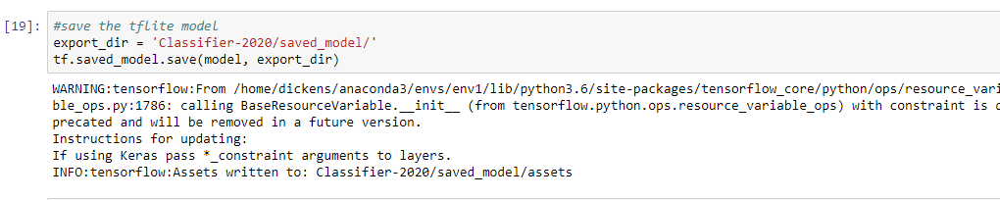 [19]: #save the tflite model
export_dir = 'Classifier-2020/saved_model/'
tf.saved_model.save(model, export_dir)
WARNING:tensorflow:From /home/dickens/anaconda3/envs/env1/lib/python3.6/site-packages/tensorflow_core/python/ops/resource_vari
ble_ops.py:1786: calling BaseResourceVariable.__init__ (from tensorflow.python.ops.resource_variable_ops) with constraint is
precated and will be removed in a future version.
Instructions for updating:
If using Keras pass *_constraint arguments to layers.
INFO:tensorflow:Assets written to: Classifier-2020/saved_model/assets